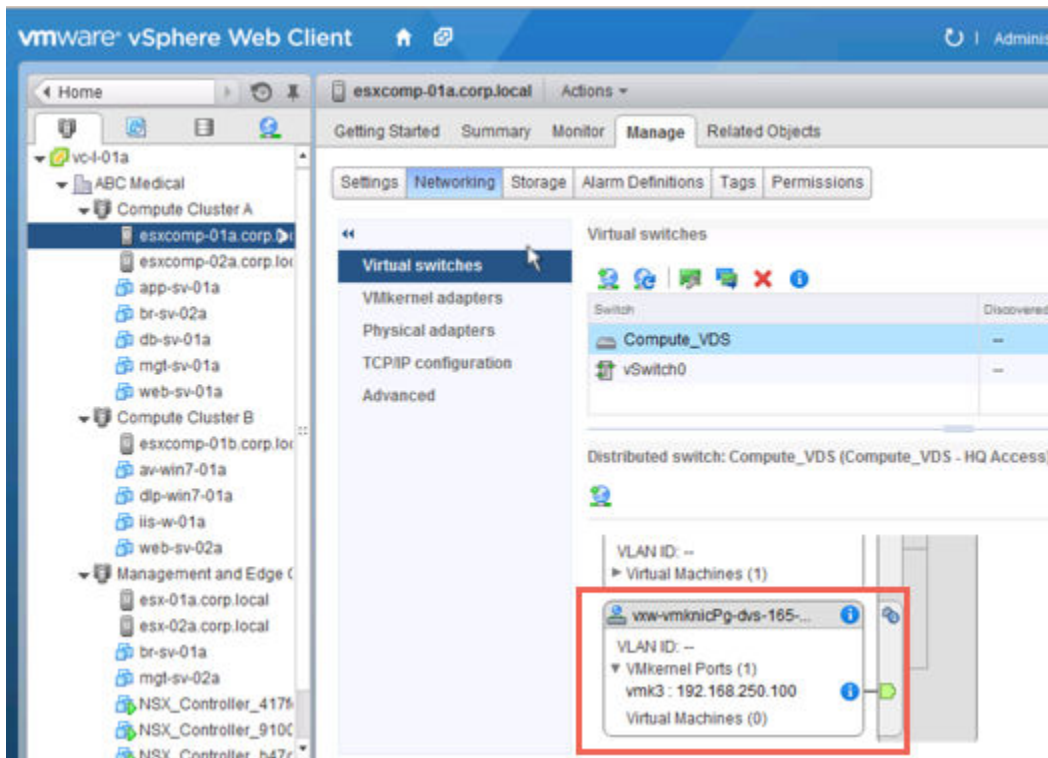 vmware® vSphere Web Client
Adminis
Home
esxcomp-01a.corp.local Actions
Getting Started Summary Monitor Manage Related Objects
vc-l-01a
ABC Medical
Compute Cluster A
esxcomp-01a.corp.
esxcomp-02a.corp.loc
app-sv-01a
br-sv-02a
db-sv-01a
mgt-sv-01a
web-sv-01a
Compute Cluster B
esxcomp-01b.corp.loc
av-win7-01a
dlp-win7-01a
iis-w-01a
web-sv-02a
Management and Edge C
esx-01a.corp.local
esx-02a.corp.local
br-sv-01a
mgt-sv-02a
NSX_Controller_417f
NSX_Controller_910c
NSX_Controller_b47c
Settings Networking Storage Alarm Definitions Tags Permissions
Virtual switches
VMkernel adapters
Physical adapters
TCP/IP configuration
Advanced
Virtual switches
Switch Discovered
Compute_VDS --
vSwitch0 --
Distributed switch: Compute_VDS (Compute_VDS - HQ Access)
VLAN ID: --
Virtual Machines (1)
vxw-vmknicPg-dvs-165-...
VLAN ID: --
VMkernel Ports (1)
vmk3 : 192.168.250.100
Virtual Machines (0)